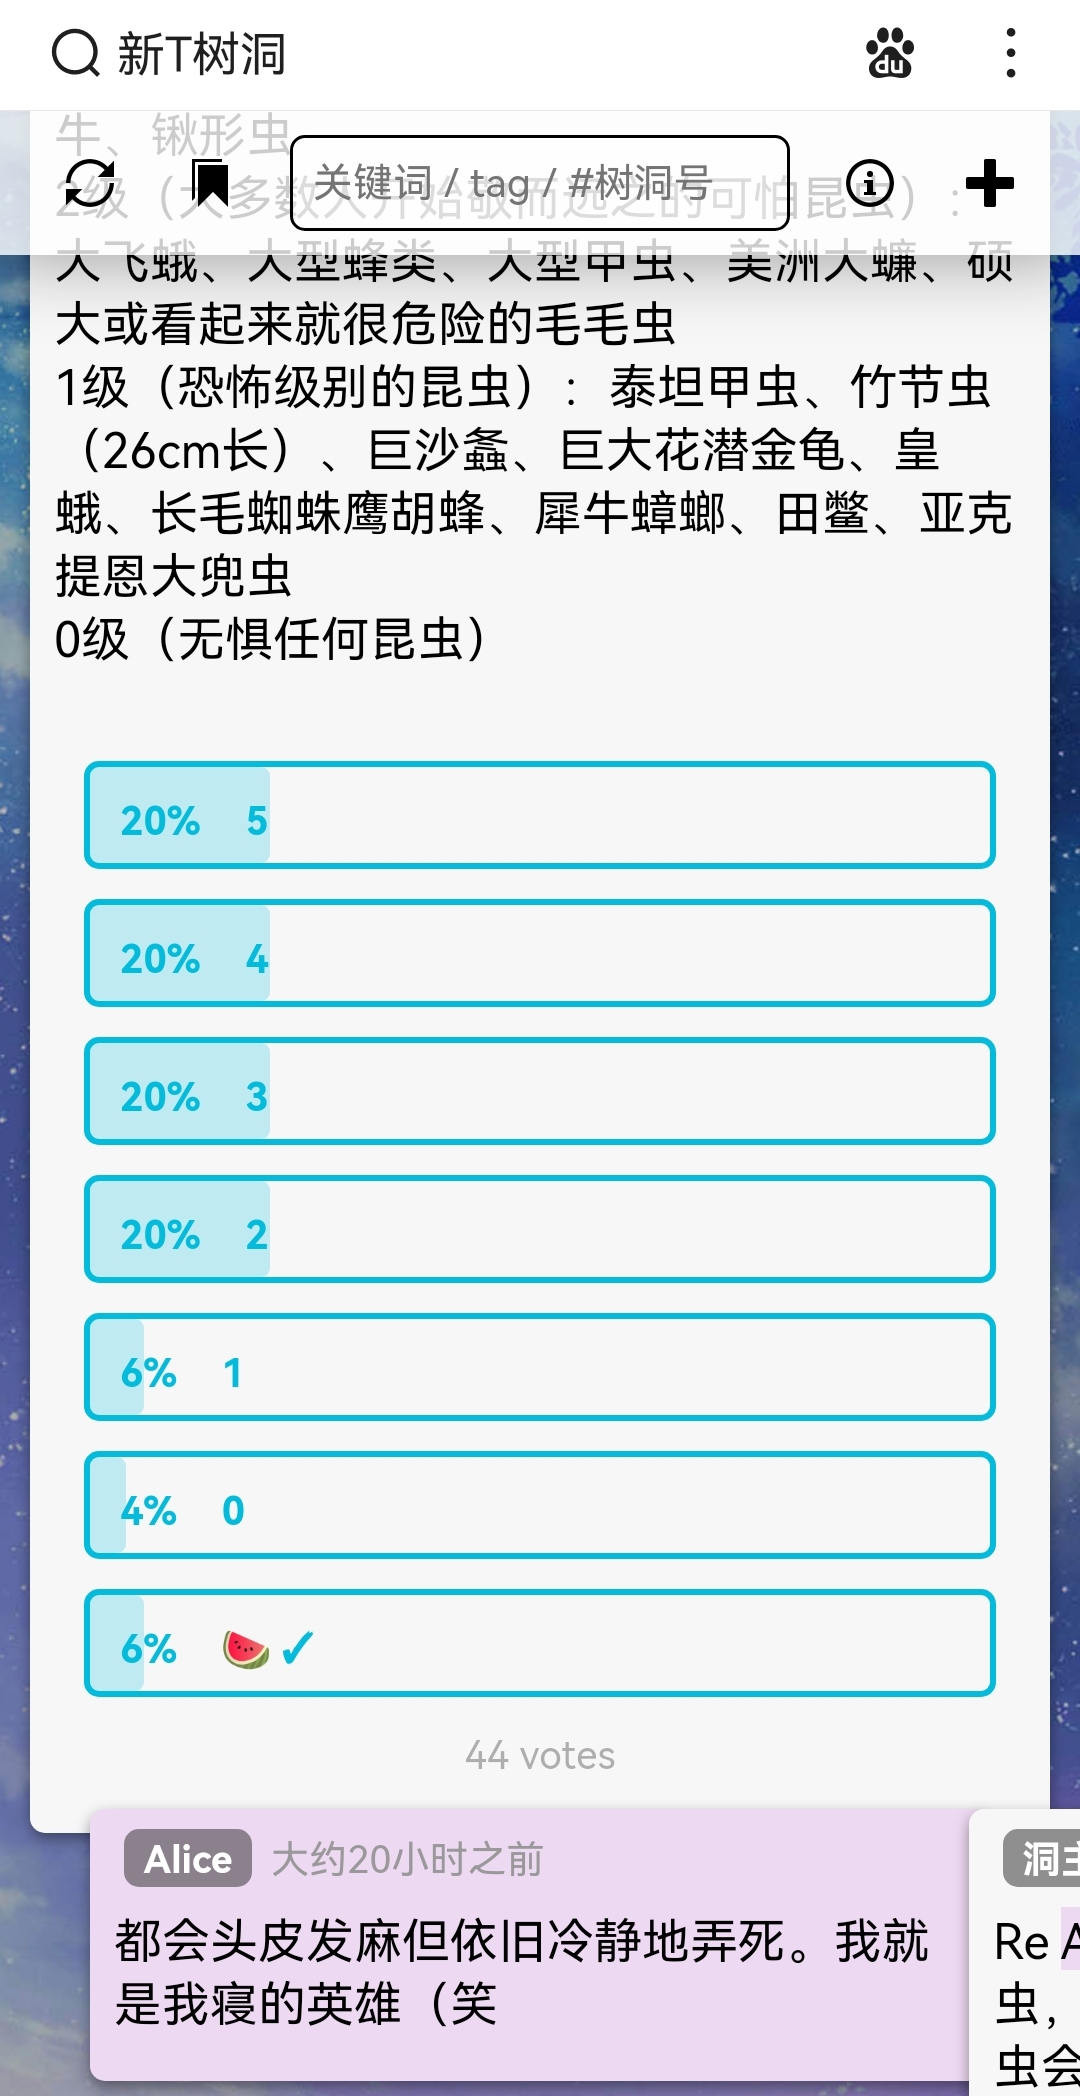 新T树洞
du
牛、锹形虫
关键词 / tag / #树洞号
2级（大多数人开始敬而远之的可怕昆虫）:
大飞蛾、大型蜂类、大型甲虫、美洲大蠊、硕
大或看起来就很危险的毛毛虫
1级（恐怖级别的昆虫）: 泰坦甲虫、竹节虫
（26cm长）、巨沙螽、巨大花潜金龟、皇
蛾、长毛蜘蛛鹰胡蜂、犀牛蟑螂、田鳖、亚克
提恩大兜虫
0级（无惧任何昆虫）
20% 5
20% 4
20% 3
20% 2
6% 1
4% 0
6% 🍉✓
44 votes
Alice 大约20小时之前
都会头皮发麻但依旧冷静地弄死。我就
是我寝的英雄（笑
洞主
Re A
虫,
虫会